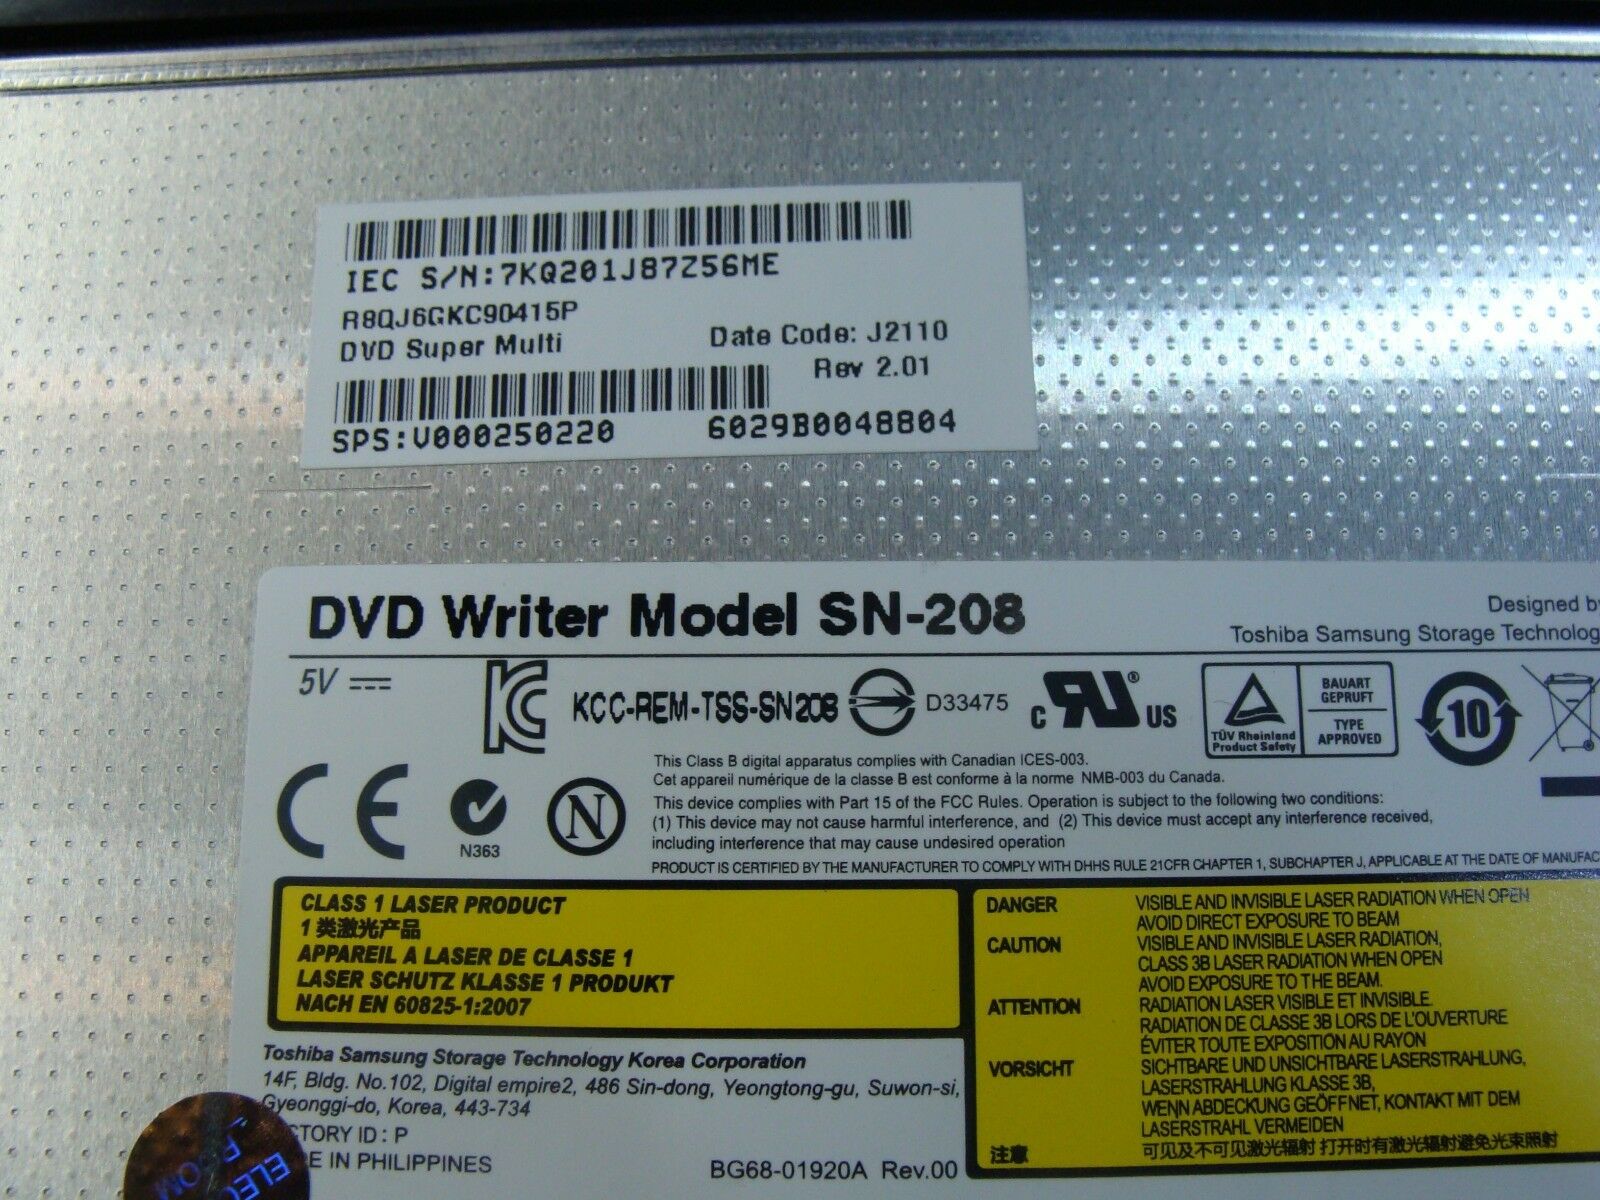 IEC S/N:7KQ201J87Z56ME
R8QJ6GKC90415P
DVD Super Multi
Date Code: J2110
Rev 2.01
SPS:V000250220
6029B0048804
DVD Writer Model SN-208
Designed by
Toshiba Samsung Storage Technolog
5V
KCC-REM-TSS-SN208
D33475
c RU ® US
TÜV Rheinland
Product Safety
BAUART
GEPRUFT
TYPE
APPROVED
10
This Class B digital apparatus complies with Canadian ICES-003.
Cet appareil numérique de la classe B est conforme à la norme NMB-003 du Canada.
CE
N363
N
This device complies with Part 15 of the FCC Rules. Operation is subject to the following two conditions:
(1) This device may not cause harmful interference, and (2) This device must accept any interference received,
including interference that may cause undesired operation
PRODUCT IS CERTIFIED BY THE MANUFACTURER TO COMPLY WITH DHHS RULE 21CFR CHAPTER 1, SUBCHAPTER J, APPLICABLE AT THE DATE OF MANUFAC
CLASS 1 LASER PRODUCT
1 类激光产品
APPAREIL A LASER DE CLASSE 1
LASER SCHUTZ KLASSE 1 PRODUKT
NACH EN 60825-1:2007
DANGER VISIBLE AND INVISIBLE LASER RADIATION WHEN OPEN
AVOID DIRECT EXPOSURE TO BEAM
CAUTION VISIBLE AND INVISIBLE LASER RADIATION,
CLASS 3B LASER RADIATION WHEN OPEN
AVOID EXPOSURE TO THE BEAM.
ATTENTION RADIATION LASER VISIBLE ET INVISIBLE.
RADIATION DE CLASSE 3B LORS DE L'OUVERTURE
ÉVITER TOUTE EXPOSITION AU RAYON
VORSICHT SICHTBARE UND UNSICHTBARE LASERSTRAHLUNG,
LASERSTRAHLUNG KLASSE 3B,
WENN ABDECKUNG GEÖFFNET, KONTAKT MIT DEM
LASERSTRAHL VERMEIDEN
注意 可见及不可见激光辐射 打开时有激光辐射避免光束照射
Toshiba Samsung Storage Technology Korea Corporation
14F, Bldg. No.102, Digital empire2, 486 Sin-dong, Yeongtong-gu, Suwon-si,
Gyeonggi-do, Korea, 443-734
CTORY ID : P
E IN PHILIPPINES
BG68-01920A Rev.00